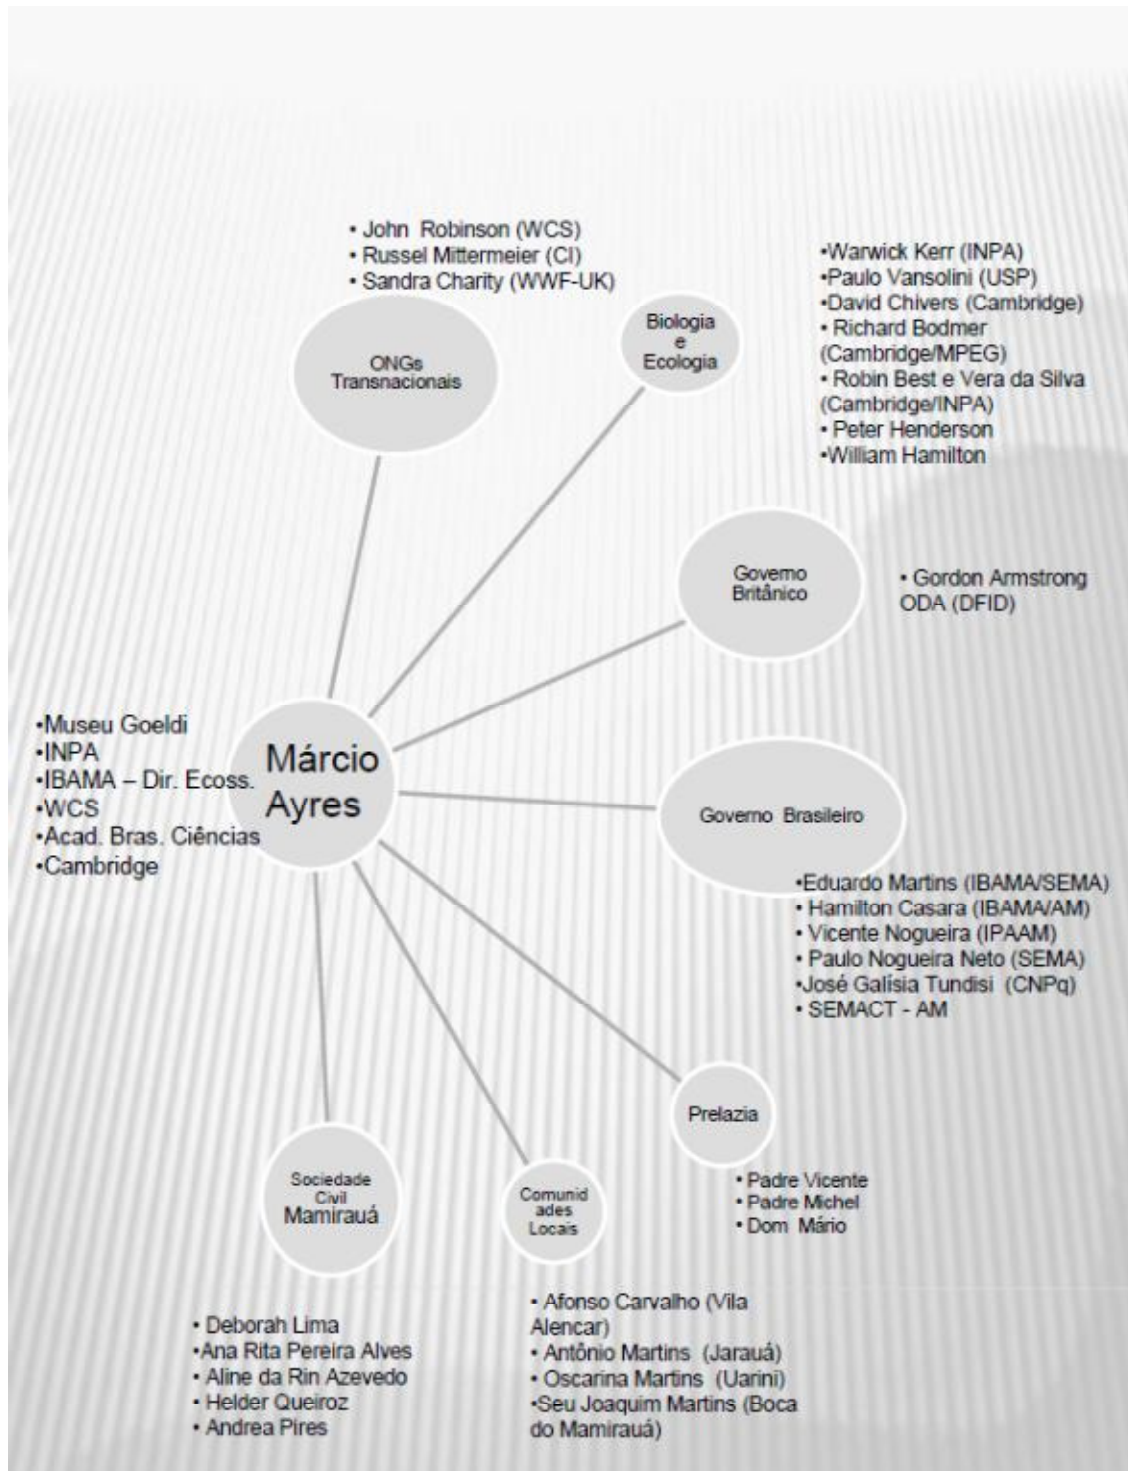 • John Robinson (WCS)
• Russel Mittermeier (CI)
• Sandra Charity (WWF-UK)
ONGs
Transnacionais
Biologia
e
Ecologia
•Warwick Kerr (INPA)
•Paulo Vansolini (USP)
•David Chivers (Cambridge)
• Richard Bodmer
(Cambridge/MPEG)
• Robin Best e Vera da Silva
(Cambridge/INPA)
• Peter Henderson
•William Hamilton
Governo
Britânico
• Gordon Armstrong
ODA (DFID)
•Museu Goeldi
•INPA
•IBAMA – Dir. Ecoss.
•WCS
•Acad. Bras. Ciências
•Cambridge
Márcio
Ayres
Governo Brasileiro
•Eduardo Martins (IBAMA/SEMA)
• Hamilton Casara (IBAMA/AM)
• Vicente Nogueira (IPAAM)
• Paulo Nogueira Neto (SEMA)
•José Galísia Tundisi (CNPq)
• SEMACT - AM
Prelazia
• Padre Vicente
• Padre Michel
• Dom Mário
Sociedade
Civil
Mamirauá
Comunid
ades
Locais
• Deborah Lima
•Ana Rita Pereira Alves
• Aline da Rin Azevedo
• Helder Queiroz
• Andrea Pires
• Afonso Carvalho (Vila
Alencar)
• Antônio Martins (Jarauá)
• Oscarina Martins (Uarini)
•Seu Joaquim Martins (Boca
do Mamirauá)